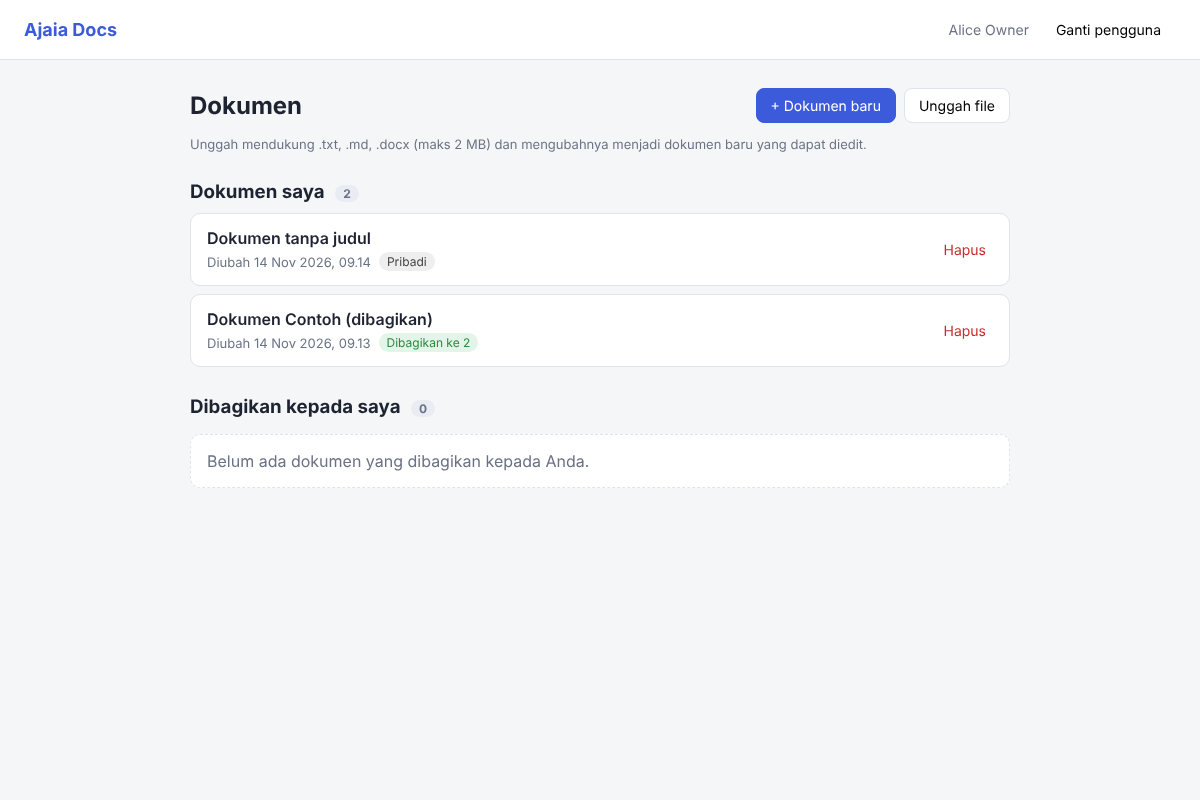 Ajaia Docs
Alice Owner
Ganti pengguna
Dokumen
+ Dokumen baru
Unggah file
Unggah mendukung .txt, .md, .docx (maks 2 MB) dan mengubahnya menjadi dokumen baru yang dapat diedit.
Dokumen saya 2
Dokumen tanpa judul
Diubah 14 Nov 2026, 09.14 Pribadi
Hapus
Dokumen Contoh (dibagikan)
Diubah 14 Nov 2026, 09.13 Dibagikan ke 2
Hapus
Dibagikan kepada saya 0
Belum ada dokumen yang dibagikan kepada Anda.